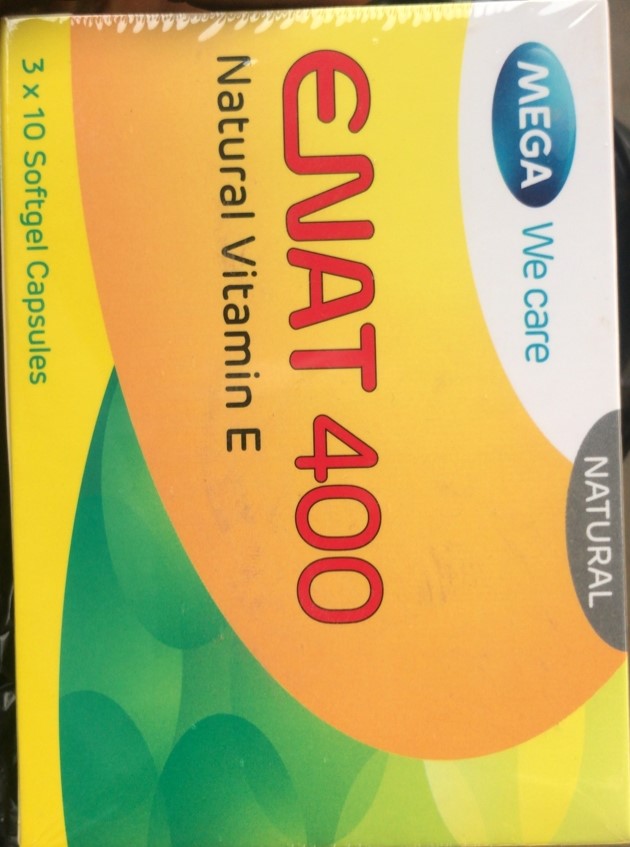 NATURAL
MEGA We care
ENAT 400
Natural Vitamin E
3 x 10 Softgel Capsules